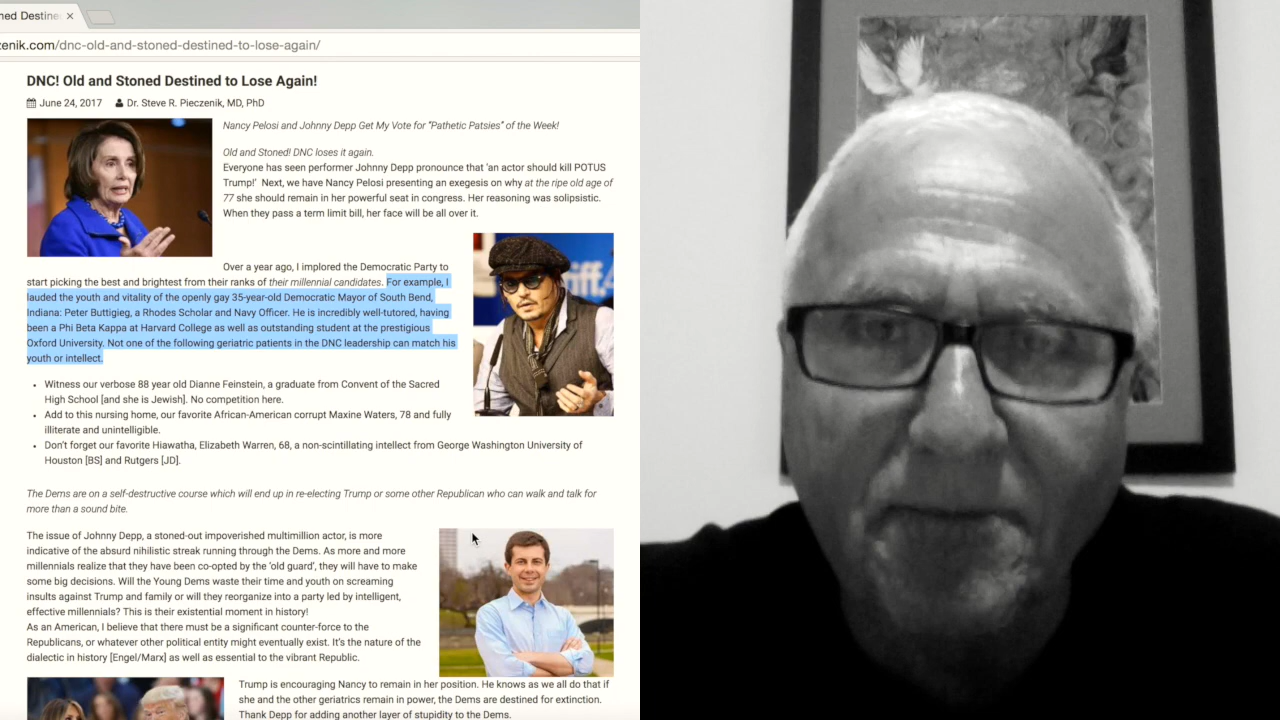 ned Destine
zenik.com/dnc-old-and-stoned-destined-to-lose-again/
DNC! Old and Stoned Destined to Lose Again!
June 24, 2017 Dr. Steve R. Pieczenik, MD, PhD
Nancy Pelosi and Johnny Depp Get My Vote for “Pathetic Patsies” of the Week!
Old and Stoned! DNC loses it again.
Everyone has seen performer Johnny Depp pronounce that ‘an actor should kill POTUS
Trump!’ Next, we have Nancy Pelosi presenting an exegesis on why at the ripe old age of
77 she should remain in her powerful seat in congress. Her reasoning was solipsistic.
When they pass a term limit bill, her face will be all over it.
Over a year ago, I implored the Democratic Party to
start picking the best and brightest from their ranks of their millennial candidates. For example, I
lauded the youth and vitality of the openly gay 35-year-old Democratic Mayor of South Bend,
Indiana: Peter Buttigieg, a Rhodes Scholar and Navy Officer. He is incredibly well-tutored, having
been a Phi Beta Kappa at Harvard College as well as outstanding student at the prestigious
Oxford University. Not one of the following geriatric patients in the DNC leadership can match his
youth or intellect.
• Witness our verbose 88 year old Dianne Feinstein, a graduate from Convent of the Sacred
High School [and she is Jewish]. No competition here.
• Add to this nursing home, our favorite African-American corrupt Maxine Waters, 78 and fully
illiterate and unintelligible.
• Don’t forget our favorite Hiawatha, Elizabeth Warren, 68, a non-scintillating intellect from George Washington University of
Houston [BS] and Rutgers [JD].
The Dems are on a self-destructive course which will end up in re-electing Trump or some other Republican who can walk and talk for
more than a sound bite.
The issue of Johnny Depp, a stoned-out impoverished multimillion actor, is more
indicative of the absurd nihilistic streak running through the Dems. As more and more
millennials realize that they have been co-opted by the ‘old guard’, they will have to make
some big decisions. Will the Young Dems waste their time and youth on screaming
insults against Trump and family or will they reorganize into a party led by intelligent,
effective millennials? This is their existential moment in history!
As an American, I believe that there must be a significant counter-force to the
Republicans, or whatever other political entity might eventually exist. It’s the nature of the
dialectic in history [Engel/Marx] as well as essential to the vibrant Republic.
Trump is encouraging Nancy to remain in her position. He knows as we all do that if
she and the other geriatrics remain in power, the Dems are destined for extinction.
Thank Depp for adding another layer of stupidity to the Dems.